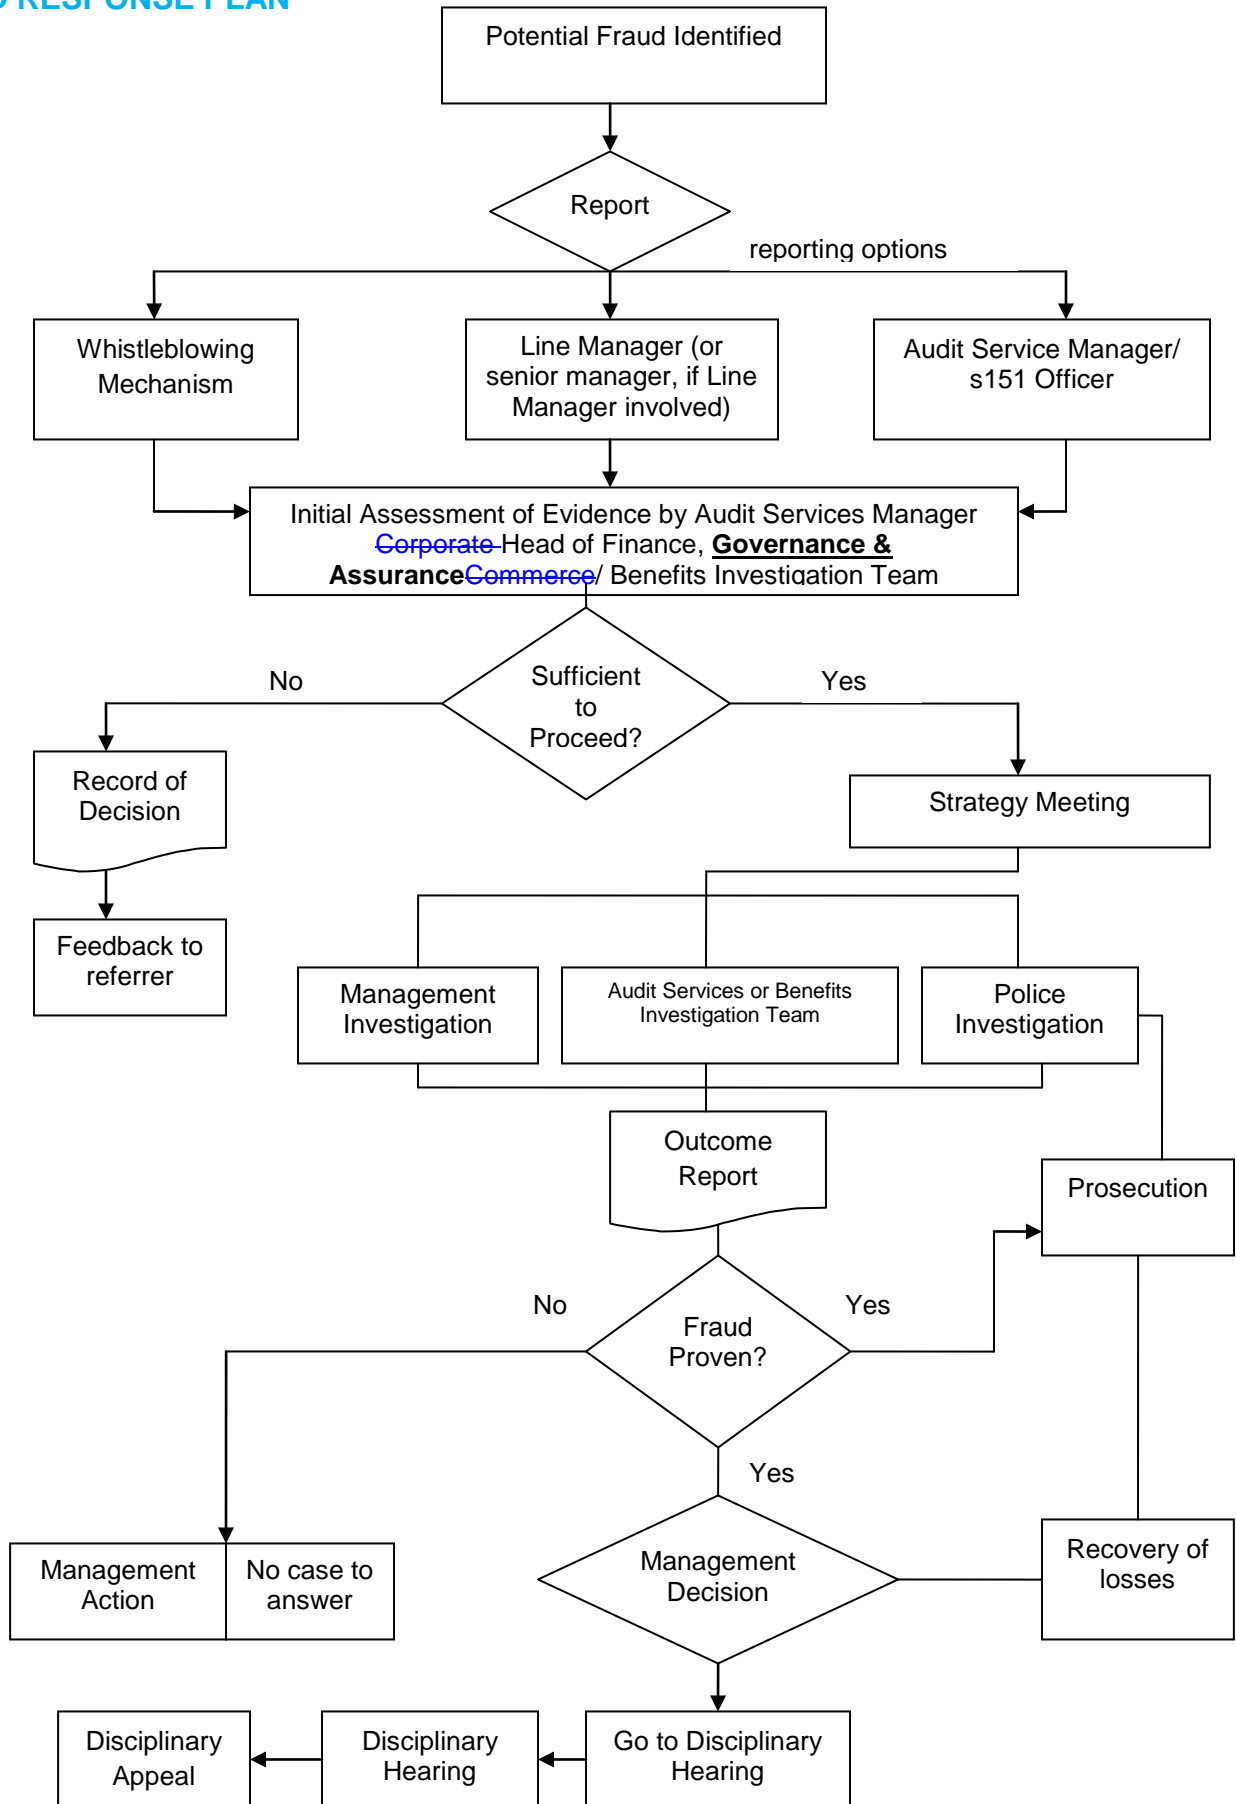 RESPONSE PLAN
Potential Fraud Identified
Report
reporting options
Whistleblowing
Mechanism
Line Manager (or
senior manager, if Line
Manager involved)
Audit Service Manager/
s151 Officer
Initial Assessment of Evidence by Audit Services Manager
Corporate Head of Finance, Governance &
AssuranceCommerce/ Benefits Investigation Team
No
Sufficient
to
Proceed?
Yes
Record of
Decision
Strategy Meeting
Feedback to
referrer
Management
Investigation
Audit Services or Benefits
Investigation Team
Police
Investigation
Outcome
Report
Prosecution
No
Fraud
Proven?
Yes
Yes
Management
Action
No case to
answer
Management
Decision
Recovery of
losses
Disciplinary
Appeal
Disciplinary
Hearing
Go to Disciplinary
Hearing